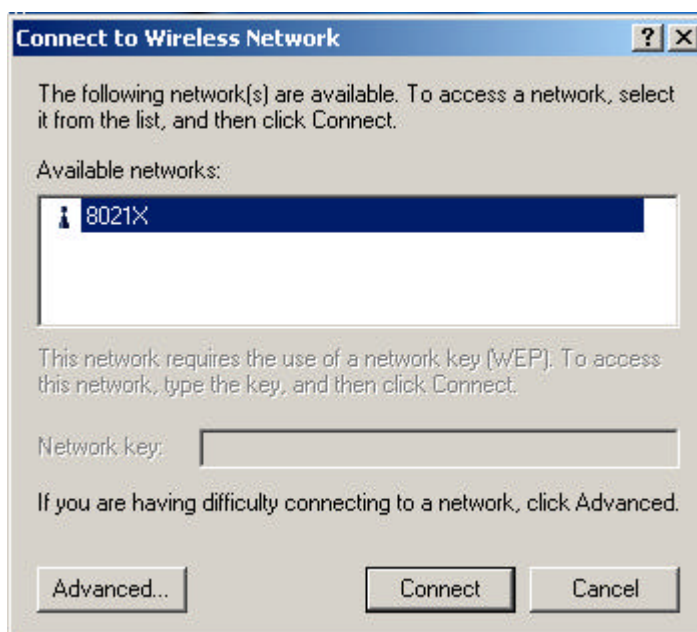 Connect to Wireless Network
The following network(s) are available. To access a network, select
it from the list, and then click Connect.
Available networks:
8021X
This network requires the use of a network key (WEP). To access
this network, type the key, and then click Connect.
Network key:
If you are having difficulty connecting to a network, click Advanced.
Advanced... Connect Cancel